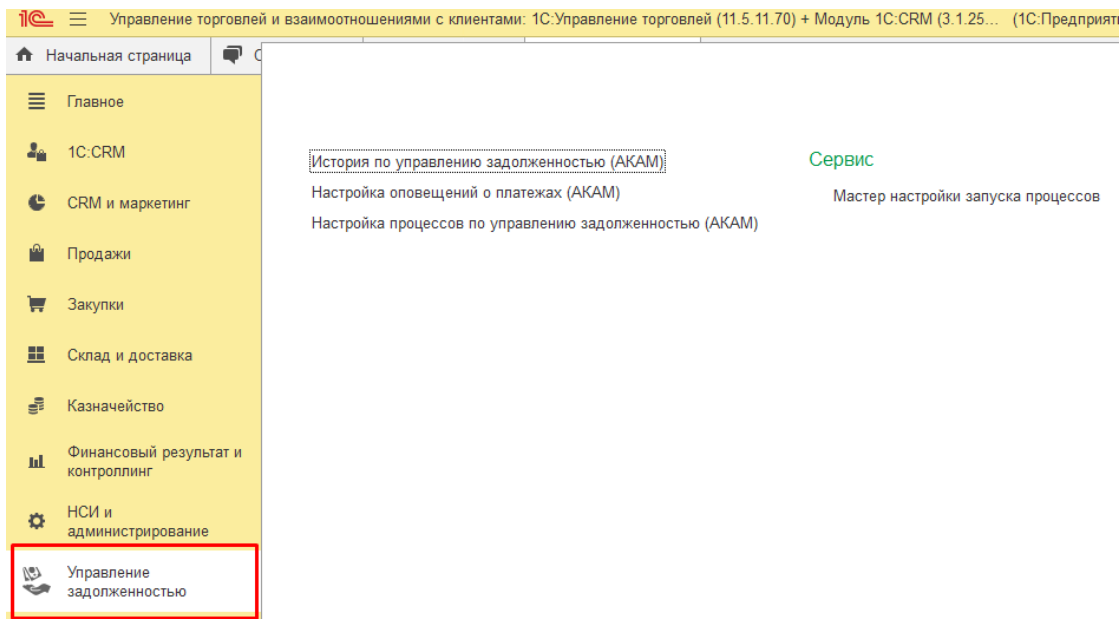 1С Управление торговлей и взаимоотношениями с клиентами: 1С:Управление торговлей (11.5.11.70) + Модуль 1С:CRM (3.1.25... (1С:Предприят
Начальная страница
Главное
1С:CRM
CRM и маркетинг
Продажи
Закупки
Склад и доставка
Казначейство
Финансовый результат и
контроллинг
НСИ и
администрирование
Управление
задолженностью
История по управлению задолженностью (АКАМ)
Настройка оповещений о платежах (АКАМ)
Настройка процессов по управлению задолженностью (АКАМ)
Сервис
Мастер настройки запуска процессов